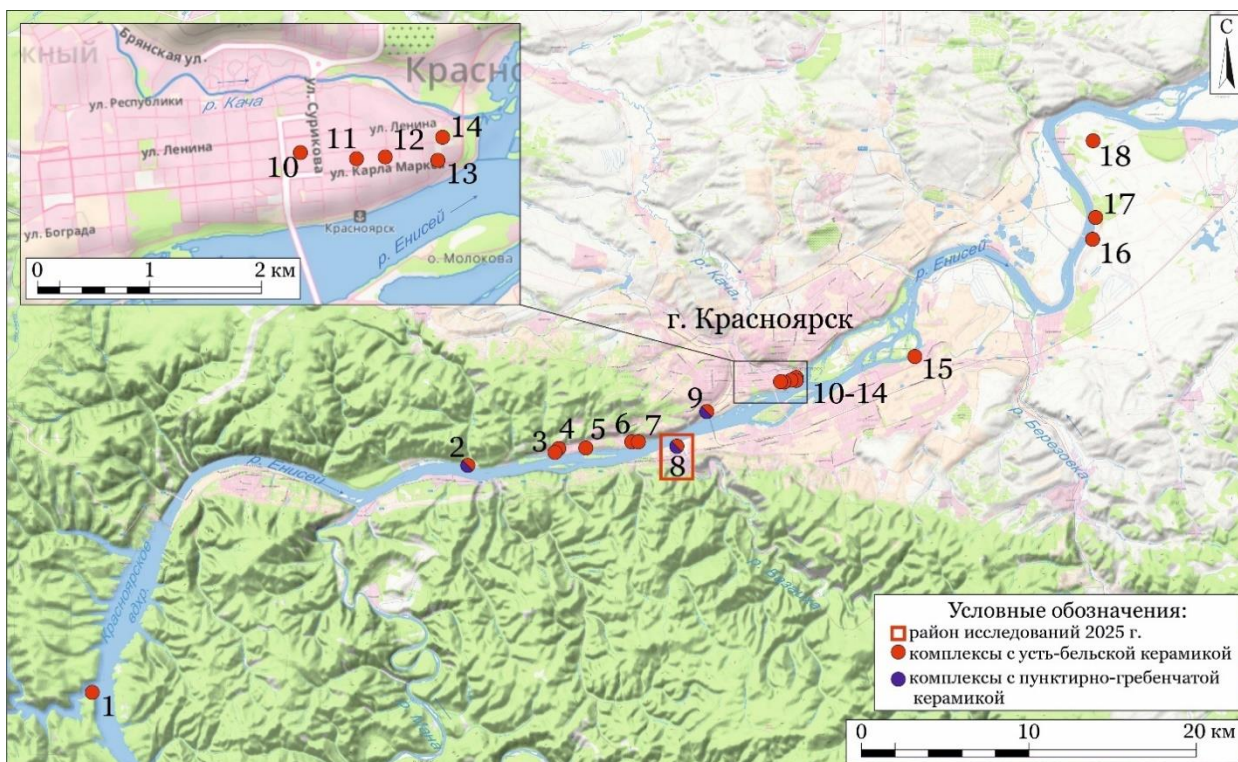 Брянская ул.
жный
Красно
С
ул. Республики
р. Кача
ул. Сурикова
ул. Ленина
14
11
12
ул. Ленина
10
ул. Карла Маркса
13
ул. Бограда
Красноярск
р. Енисей
о. Молокова
0 1 2 км
18
17
16
р. Кача
р. Енисей
г. Красноярск
15
10-14
9
р. Березовка
3 4 5 6 7
8
2
р. Енисей
Красноярское
вдхр.
р. Базаиха
1
р. Мана
Условные обозначения:
район исследований 2025 г.
комплексы с усть-бельской керамикой
комплексы с пунктирно-гребенчатой
керамикой
0 10 20 км